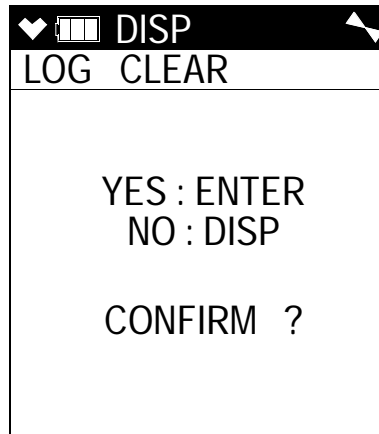 DISP
LOG CLEAR
YES : ENTER
NO : DISP
CONFIRM ?